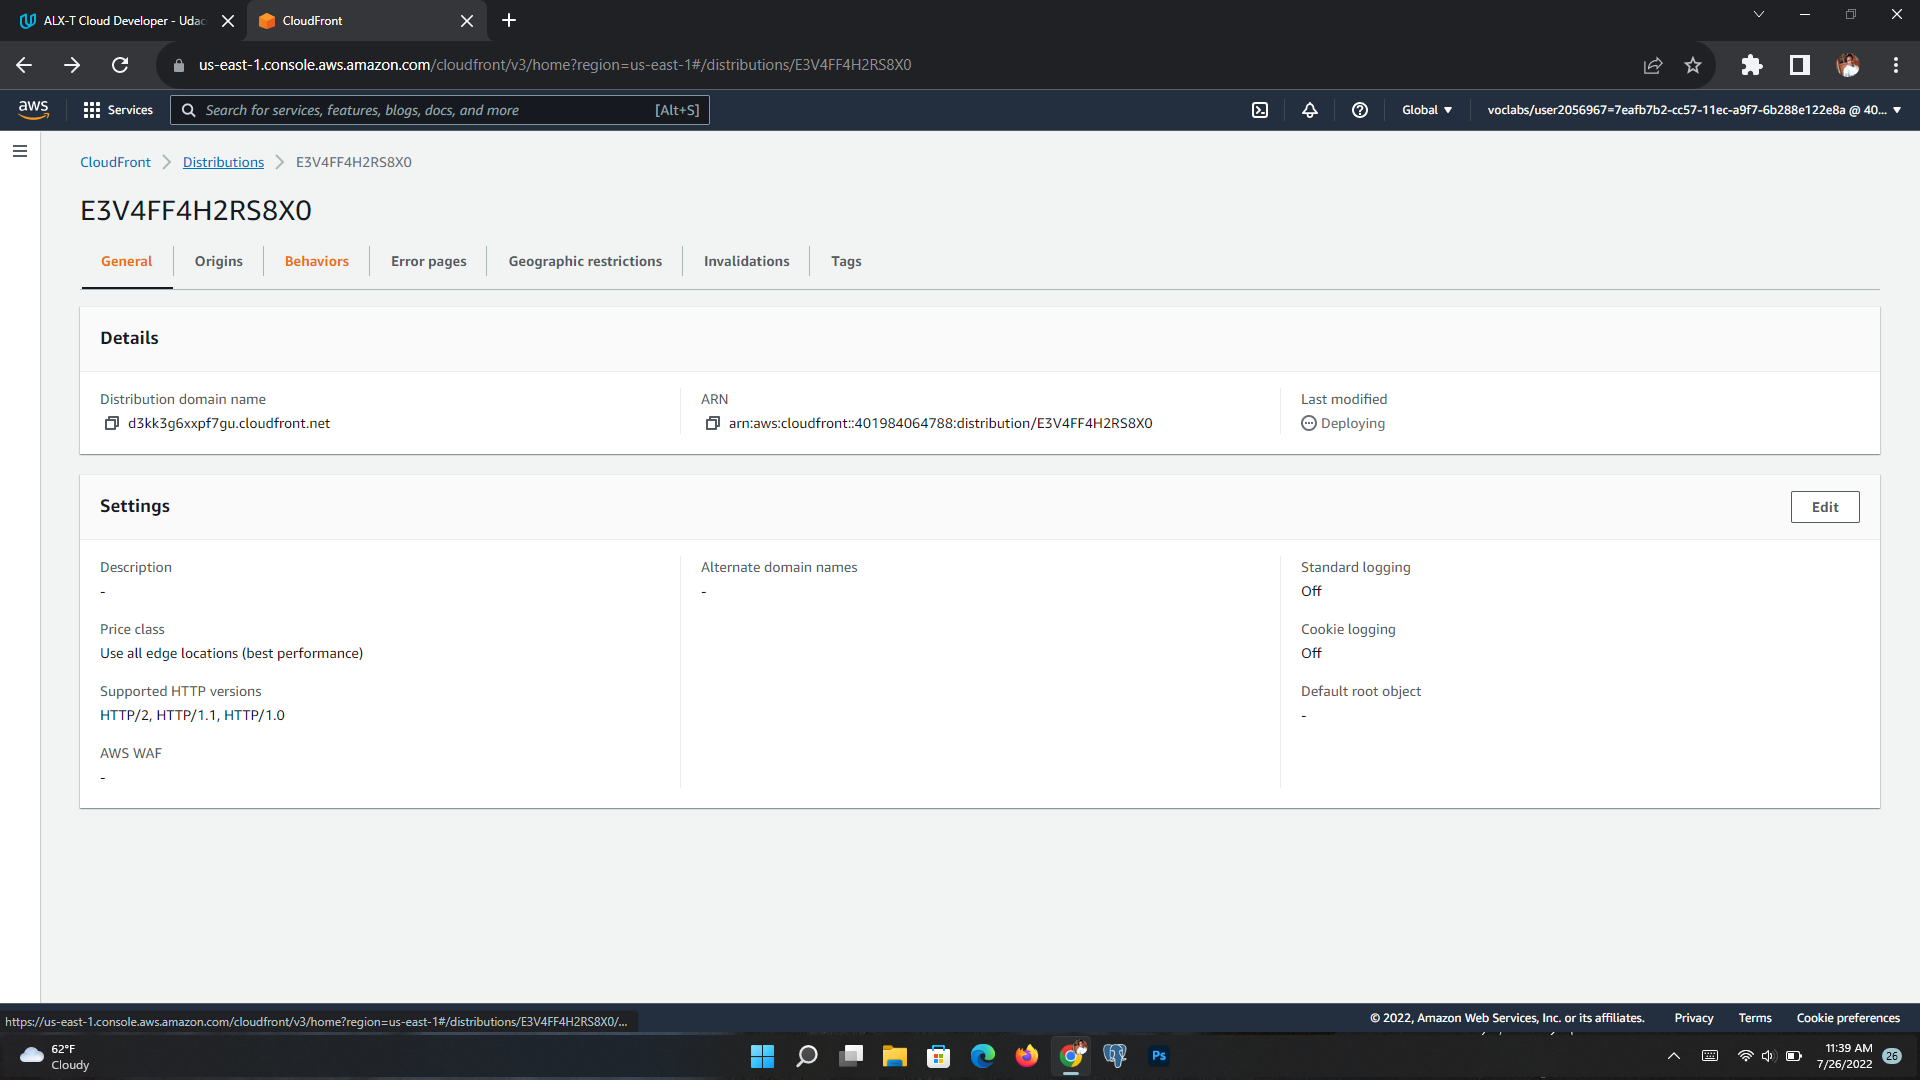 ALX-T Cloud Developer - Udac
CloudFront
us-east-1.console.aws.amazon.com/cloudfront/v3/home?region=us-east-1#/distributions/E3V4FF4H2RS8X0
aws
Services
Search for services, features, blogs, docs, and more
[Alt+S]
Global
voclabs/user2056967=7eafb7b2-cc57-11ec-a9f7-6b288e122e8a @ 40...
CloudFront
Distributions
E3V4FF4H2RS8X0
E3V4FF4H2RS8X0
General
Origins
Behaviors
Error pages
Geographic restrictions
Invalidations
Tags
Details
Distribution domain name
d3kk3g6xxpf7gu.cloudfront.net
ARN
arn:aws:cloudfront::401984064788:distribution/E3V4FF4H2RS8X0
Last modified
Deploying
Settings
Edit
Description
-
Price class
Use all edge locations (best performance)
Supported HTTP versions
HTTP/2, HTTP/1.1, HTTP/1.0
AWS WAF
-
Alternate domain names
-
Standard logging
Off
Cookie logging
Off
Default root object
-
https://us-east-1.console.aws.amazon.com/cloudfront/v3/home?region=us-east-1#/distributions/E3V4FF4H2RS8X0/...
© 2022, Amazon Web Services, Inc. or its affiliates.
Privacy
Terms
Cookie preferences
62°F
Cloudy
Ps
11:39 AM
7/26/2022
26